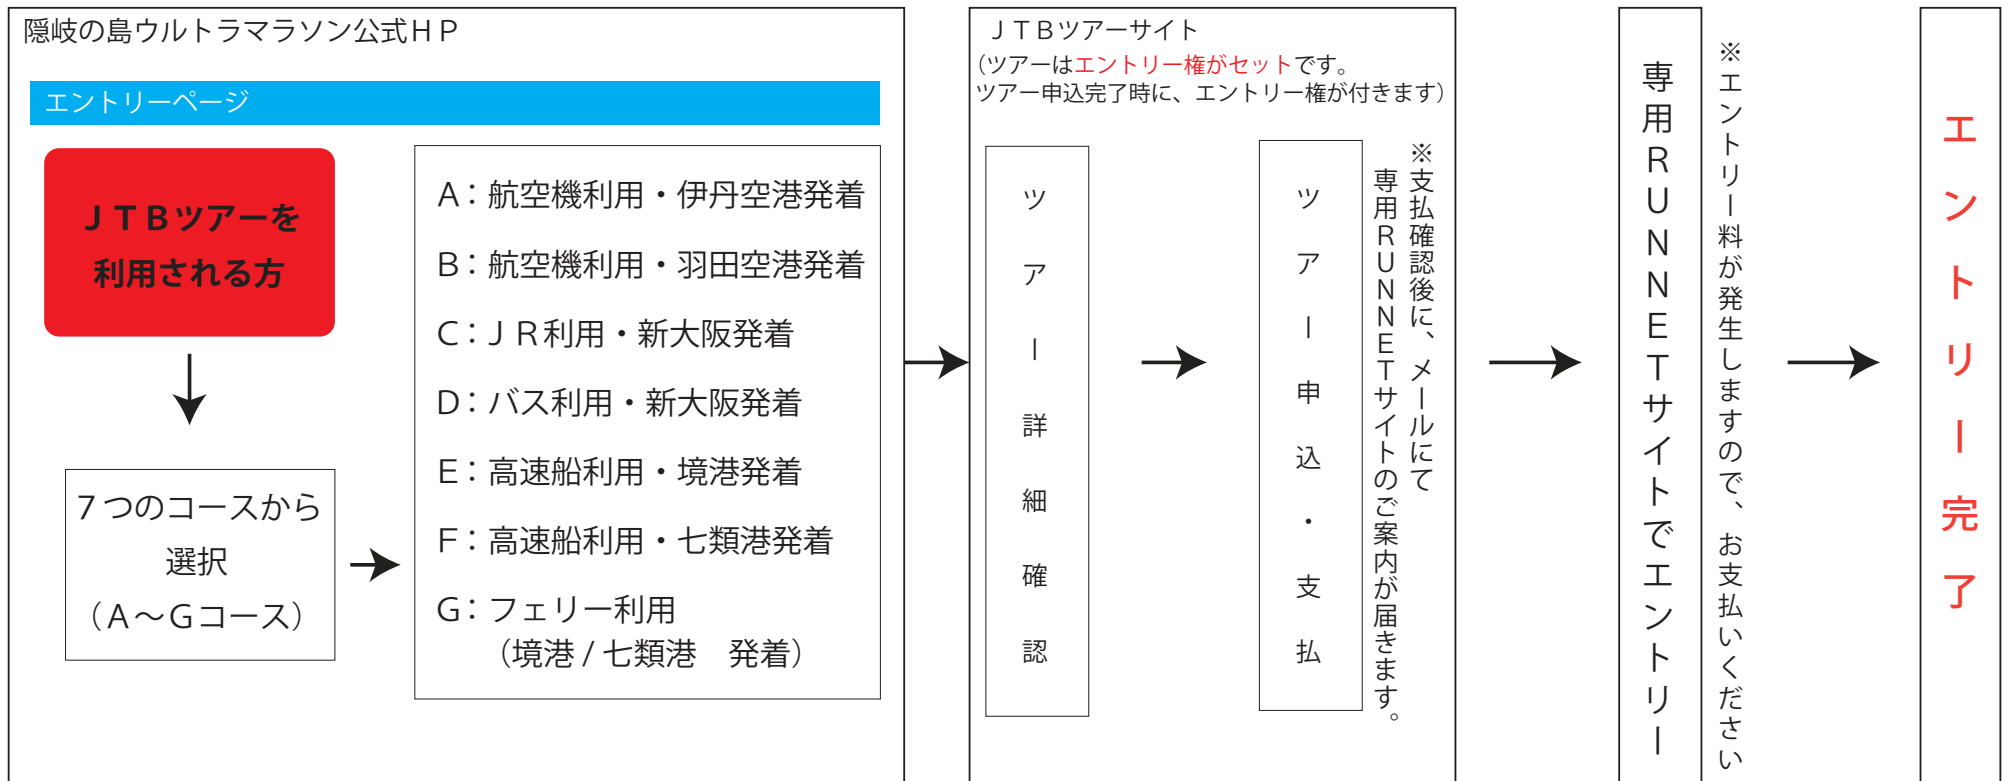 隠岐の島ウルトラマラソン公式ＨＰ
エントリーページ
ＪＴＢツアーを
利用される方
７つのコースから
選択
（Ａ～Ｇコース）
Ａ：航空機利用・伊丹空港発着
Ｂ：航空機利用・羽田空港発着
Ｃ：ＪＲ利用・新大阪発着
Ｄ：バス利用・新大阪発着
Ｅ：高速船利用・境港発着
Ｆ：高速船利用・七類港発着
Ｇ：フェリー利用
（境港 / 七類港　発着）
ＪＴＢツアーサイト
（ツアーはエントリー権がセットです。
ツアー申込完了時に、エントリー権が付きます）
ツアー詳細確認
ツアー申込・支払
※支払確認後に、メールにて
専用ＲＵＮＮＥＴサイトのご案内が届きます。
専用ＲＵＮＮＥＴサイトでエントリー
※エントリー料が発生しますので、お支払いください
エントリー完了